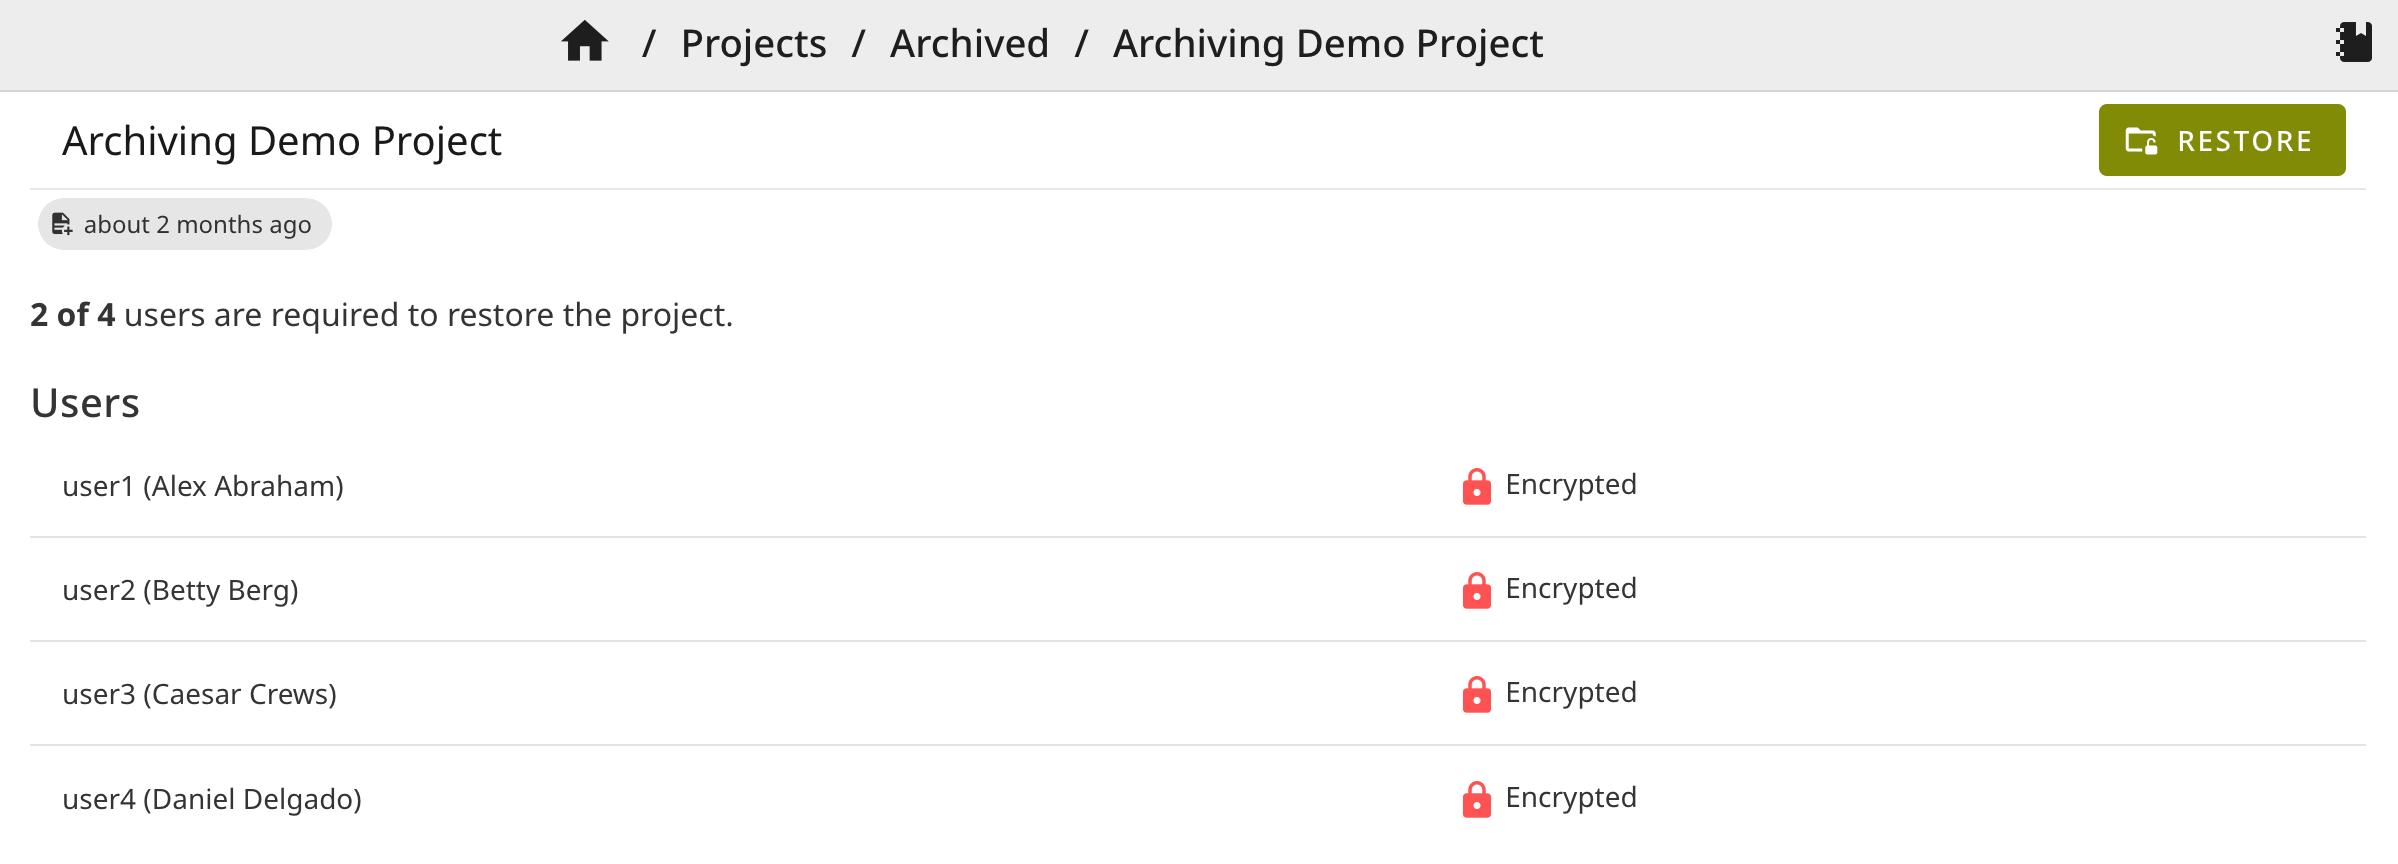 / Projects / Archived / Archiving Demo Project
Archiving Demo Project
RESTORE
about 2 months ago
2 of 4 users are required to restore the project.
Users
user1 (Alex Abraham) Encrypted
user2 (Betty Berg) Encrypted
user3 (Caesar Crews) Encrypted
user4 (Daniel Delgado) Encrypted